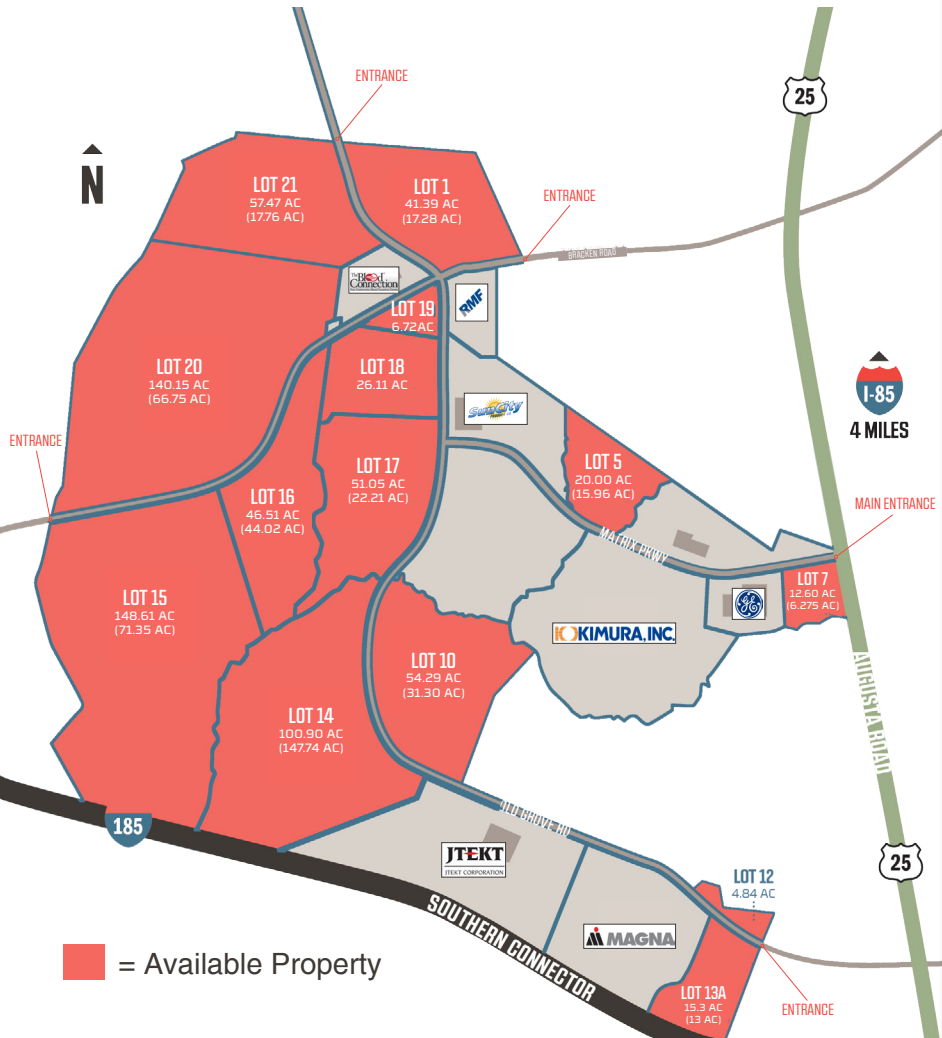 ENTRANCE
25
N
LOT 21
57.47 AC
(17.76 AC)
LOT 1
41.39 AC
(17.28 AC)
ENTRANCE
BRACKEN ROAD
The Blood
Connection
LOT 19
6.72AC
RMF
LOT 20
140.15 AC
(66.75 AC)
LOT 18
26.11 AC
SunCity
I-85
4 MILES
ENTRANCE
LOT 17
51.05 AC
(22.21 AC)
LOT 5
20.00 AC
(15.96 AC)
LOT 16
46.51 AC
(44.02 AC)
MAIN ENTRANCE
MATRIX PKWY
LOT 7
12.60 AC
(6.275 AC)
GE
LOT 15
148.61 AC
(71.35 AC)
KIMURA, INC.
LOT 10
54.29 AC
(31.30 AC)
AUGUSTA ROAD
LOT 14
100.90 AC
(147.74 AC)
OLD GROVE RD
185
JTEKT
JTEKT CORPORATION
25
LOT 12
4.84 AC
SOUTHERN CONNECTOR
MAGNA
= Available Property
LOT 13A
15.3 AC
(13 AC)
ENTRANCE